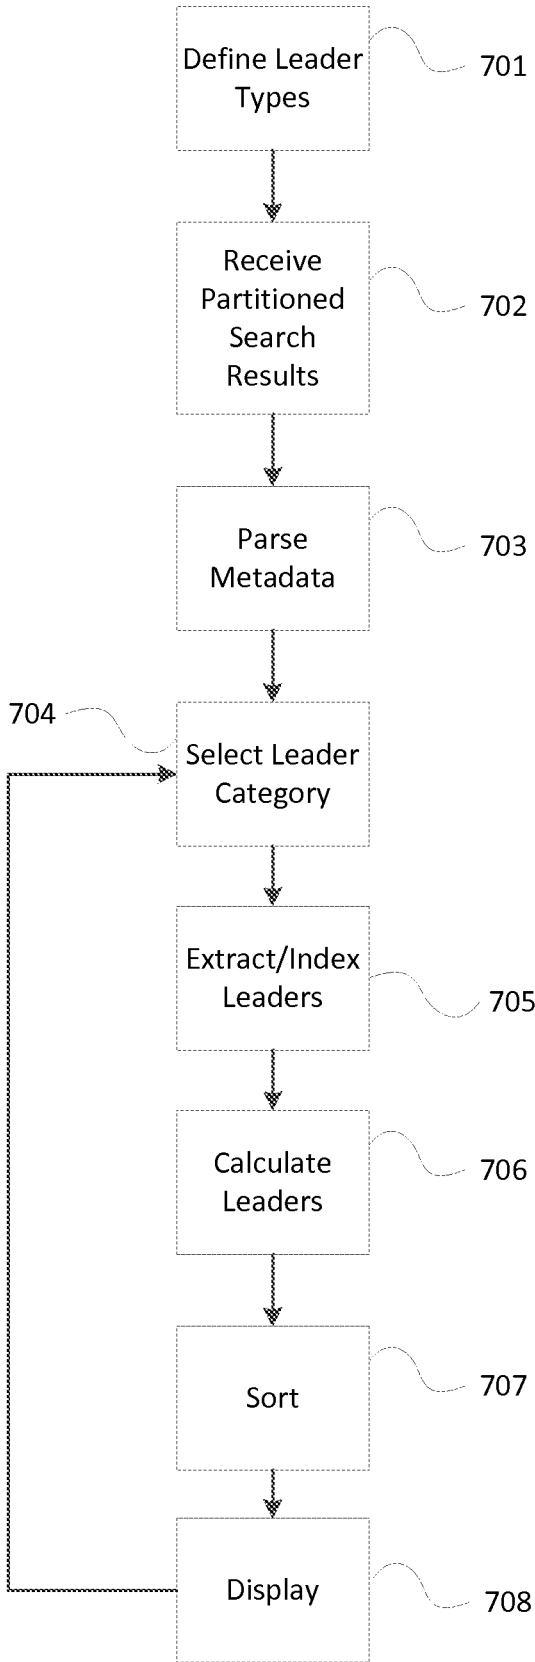 Define Leader
Types
701
Receive
Partitioned
Search
Results
702
Parse
Metadata
703
704
Select Leader
Category
Extract/Index
Leaders
705
Calculate
Leaders
706
Sort
707
Display
708